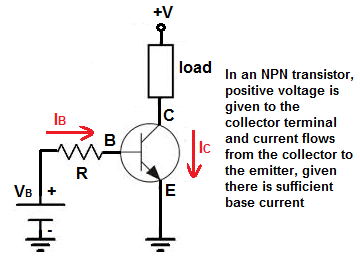 +V
load
C
IB
B
IC
R
VB
+
-
E
In an NPN transistor,
positive voltage is
given to the
collector terminal
and current flows
from the collector to
the emitter, given
there is sufficient
base current